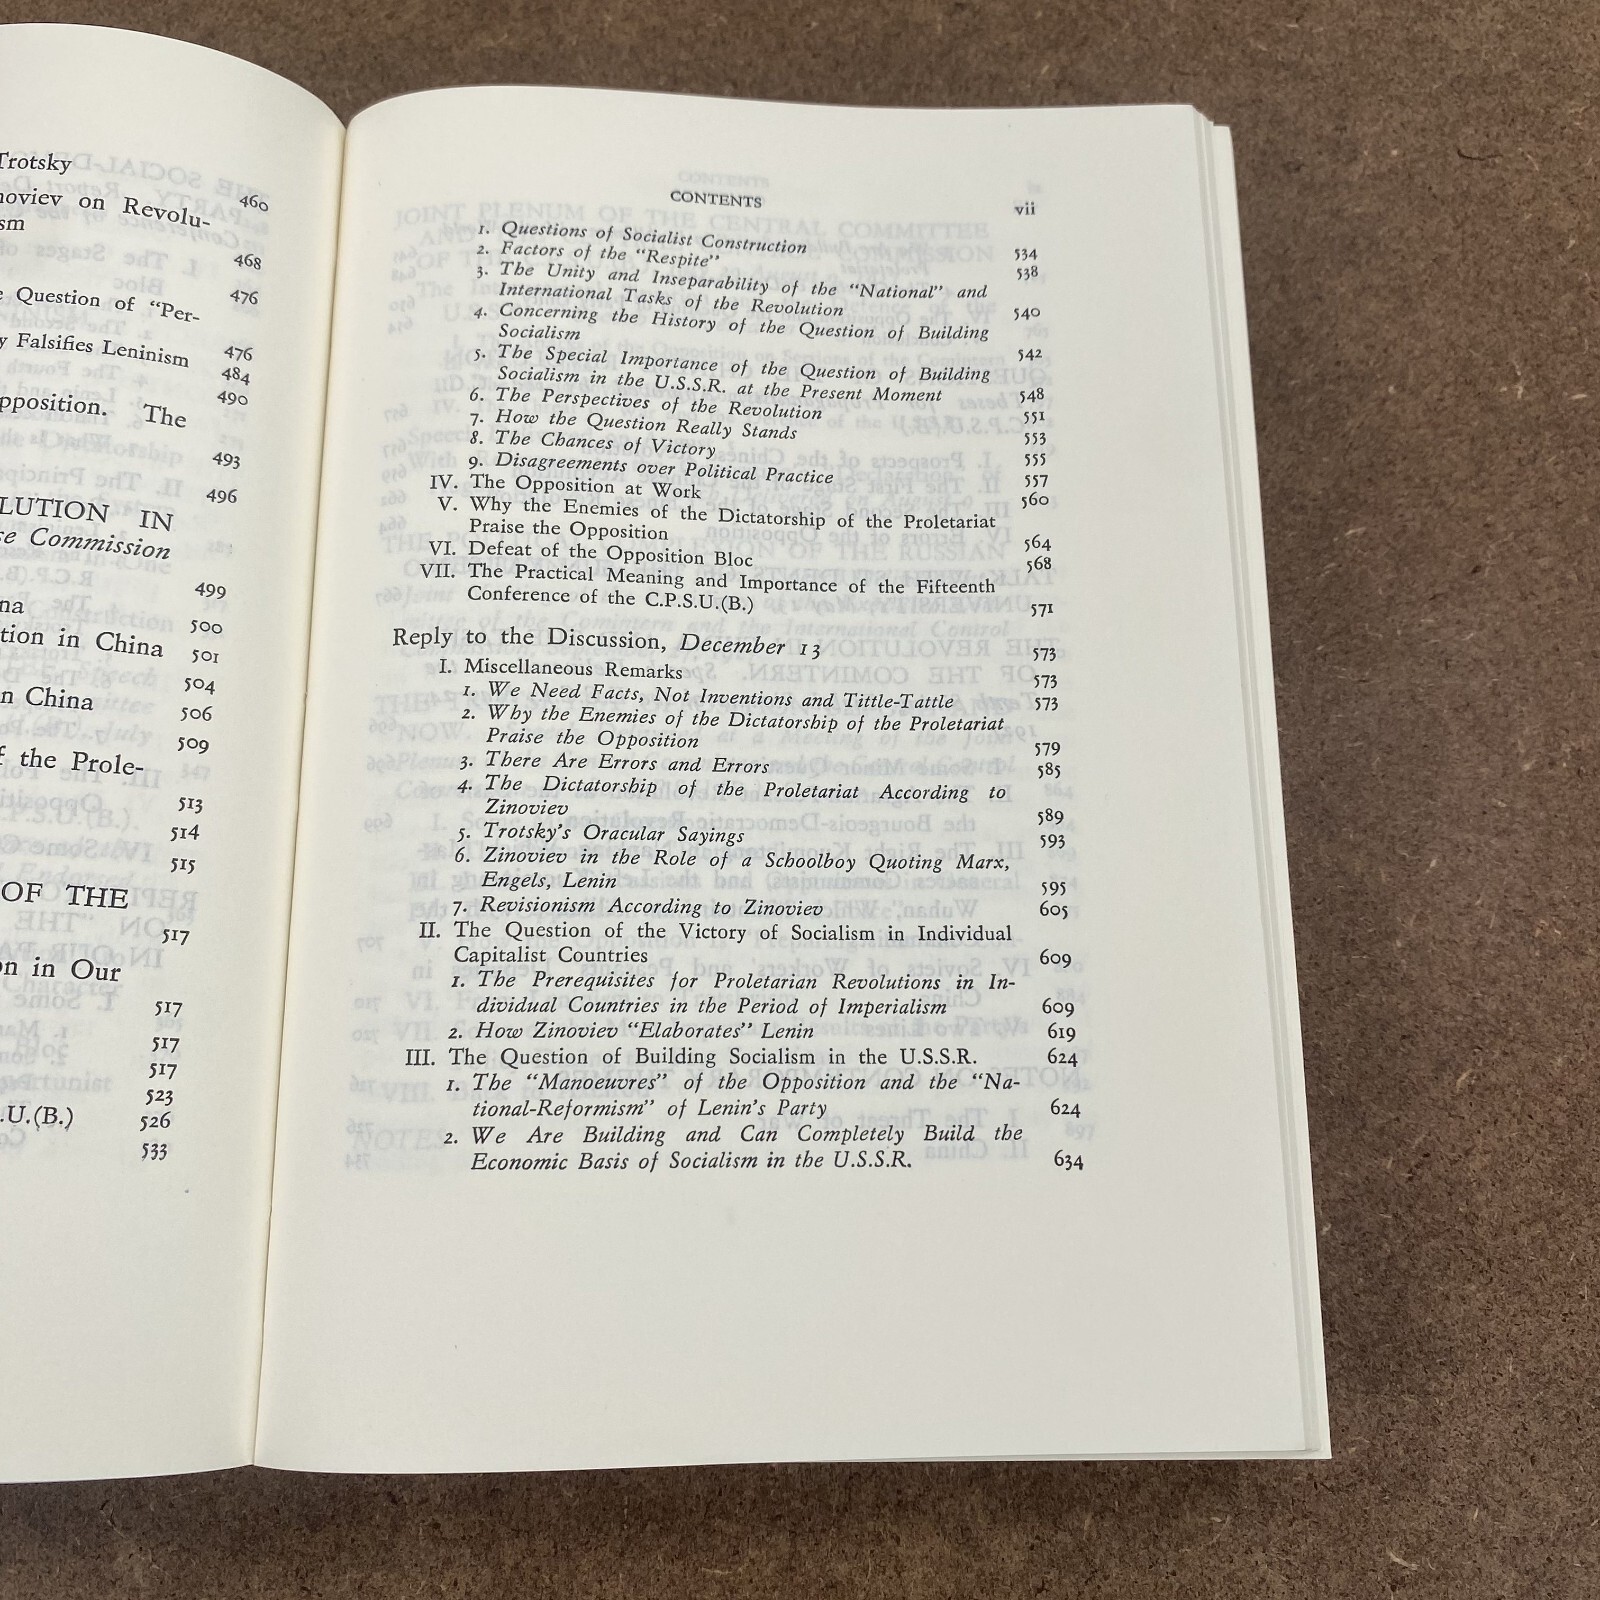 Trotsky
noviev on Revolu- 460
ism
468
476
e Question of "Per-
476
y Falsifies Leninism 484
490
pposition. The
493
496
LUTION IN
se Commission
499
na 500
tion in China 501
504
n China 506
509
f the Prole-
513
514
515
OF THE
517
on in Our
517
517
517
523
.U.(B.) 526
533
CONTENTS vii
1. Questions of Socialist Construction 534
2. Factors of the "Respite" 538
3. The Unity and Inseparability of the "National" and
International Tasks of the Revolution 540
4. Concerning the History of the Question of Building
Socialism 542
5. The Special Importance of the Question of Building
Socialism in the U.S.S.R. at the Present Moment 548
6. The Perspectives of the Revolution 551
7. How the Question Really Stands 553
8. The Chances of Victory 555
9. Disagreements over Political Practice 557
IV. The Opposition at Work 560
V. Why the Enemies of the Dictatorship of the Proletariat
Praise the Opposition 564
VI. Defeat of the Opposition Bloc 568
VII. The Practical Meaning and Importance of the Fifteenth
Conference of the C.P.S.U.(B.) 571
Reply to the Discussion, December 13 573
I. Miscellaneous Remarks 573
1. We Need Facts, Not Inventions and Tittle-Tattle 573
2. Why the Enemies of the Dictatorship of the Proletariat
Praise the Opposition 579
3. There Are Errors and Errors 585
4. The Dictatorship of the Proletariat According to
Zinoviev 589
5. Trotsky's Oracular Sayings 593
6. Zinoviev in the Role of a Schoolboy Quoting Marx,
Engels, Lenin 595
7. Revisionism According to Zinoviev 605
II. The Question of the Victory of Socialism in Individual
Capitalist Countries 609
1. The Prerequisites for Proletarian Revolutions in In-
dividual Countries in the Period of Imperialism 609
2. How Zinoviev "Elaborates" Lenin 619
III. The Question of Building Socialism in the U.S.S.R. 624
1. The "Manoeuvres" of the Opposition and the "Na-
tional-Reformism" of Lenin's Party 624
2. We Are Building and Can Completely Build the
Economic Basis of Socialism in the U.S.S.R. 634